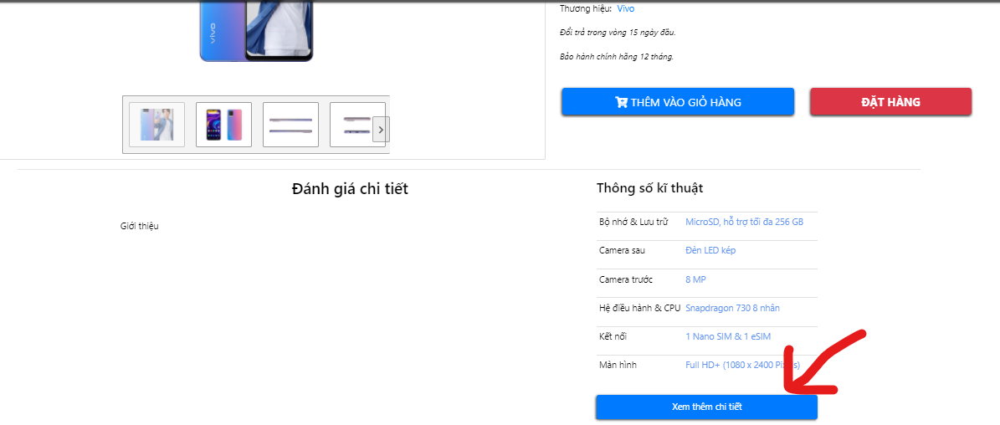 Thương hiệu: Vivo
Đổi trả trong vòng 15 ngày đầu.
Bảo hành chính hãng 12 tháng.
vivo
THÊM VÀO GIỎ HÀNG
ĐẶT HÀNG
Đánh giá chi tiết
Giới thiệu
Thông số kĩ thuật
Bộ nhớ & Lưu trữ MicroSD, hỗ trợ tối đa 256 GB
Camera sau Đèn LED kép
Camera trước 8 MP
Hệ điều hành & CPU Snapdragon 730 8 nhân
Kết nối 1 Nano SIM & 1 eSIM
Màn hình Full HD+ (1080 x 2400
Xem thêm chi tiết